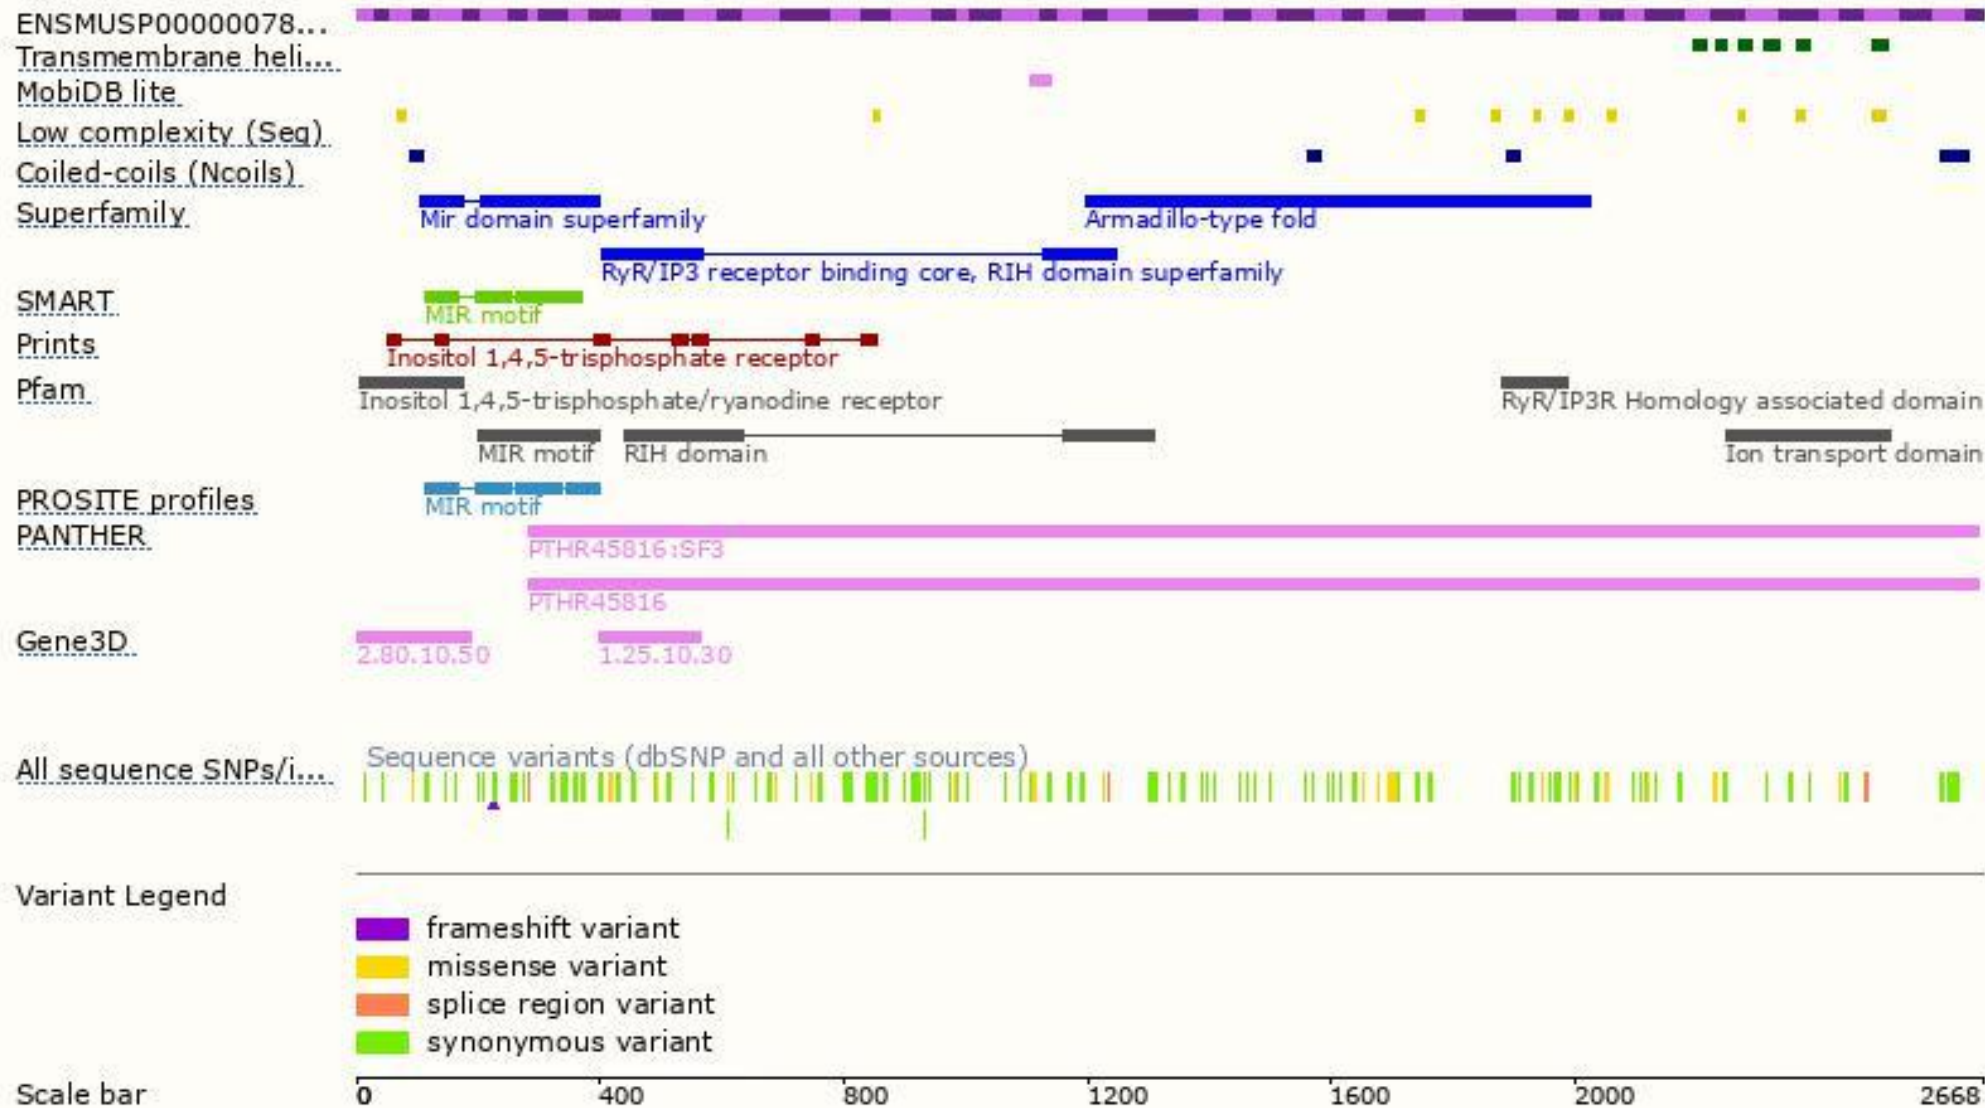 ENSMUSP00000078...
Transmembrane heli...
MobiDB lite
Low complexity (Seg)
Coiled-coils (Ncoils)
Superfamily
Mir domain superfamily
Armadillo-type fold
RyR/IP3 receptor binding core, RIH domain superfamily
SMART
MIR motif
Prints
Inositol 1,4,5-trisphosphate receptor
Pfam
Inositol 1,4,5-trisphosphate/ryanodine receptor
RyR/IP3R Homology associated domain
MIR motif
RIH domain
Ion transport domain
PROSITE profiles
MIR motif
PANTHER
PTHR45816:SF3
PTHR45816
Gene3D
2.80.10.50
1.25.10.30
Sequence variants (dbSNP and all other sources)
All sequence SNPs/i...
Variant Legend
frameshift variant
missense variant
splice region variant
synonymous variant
Scale bar
0 400 800 1200 1600 2000 2668